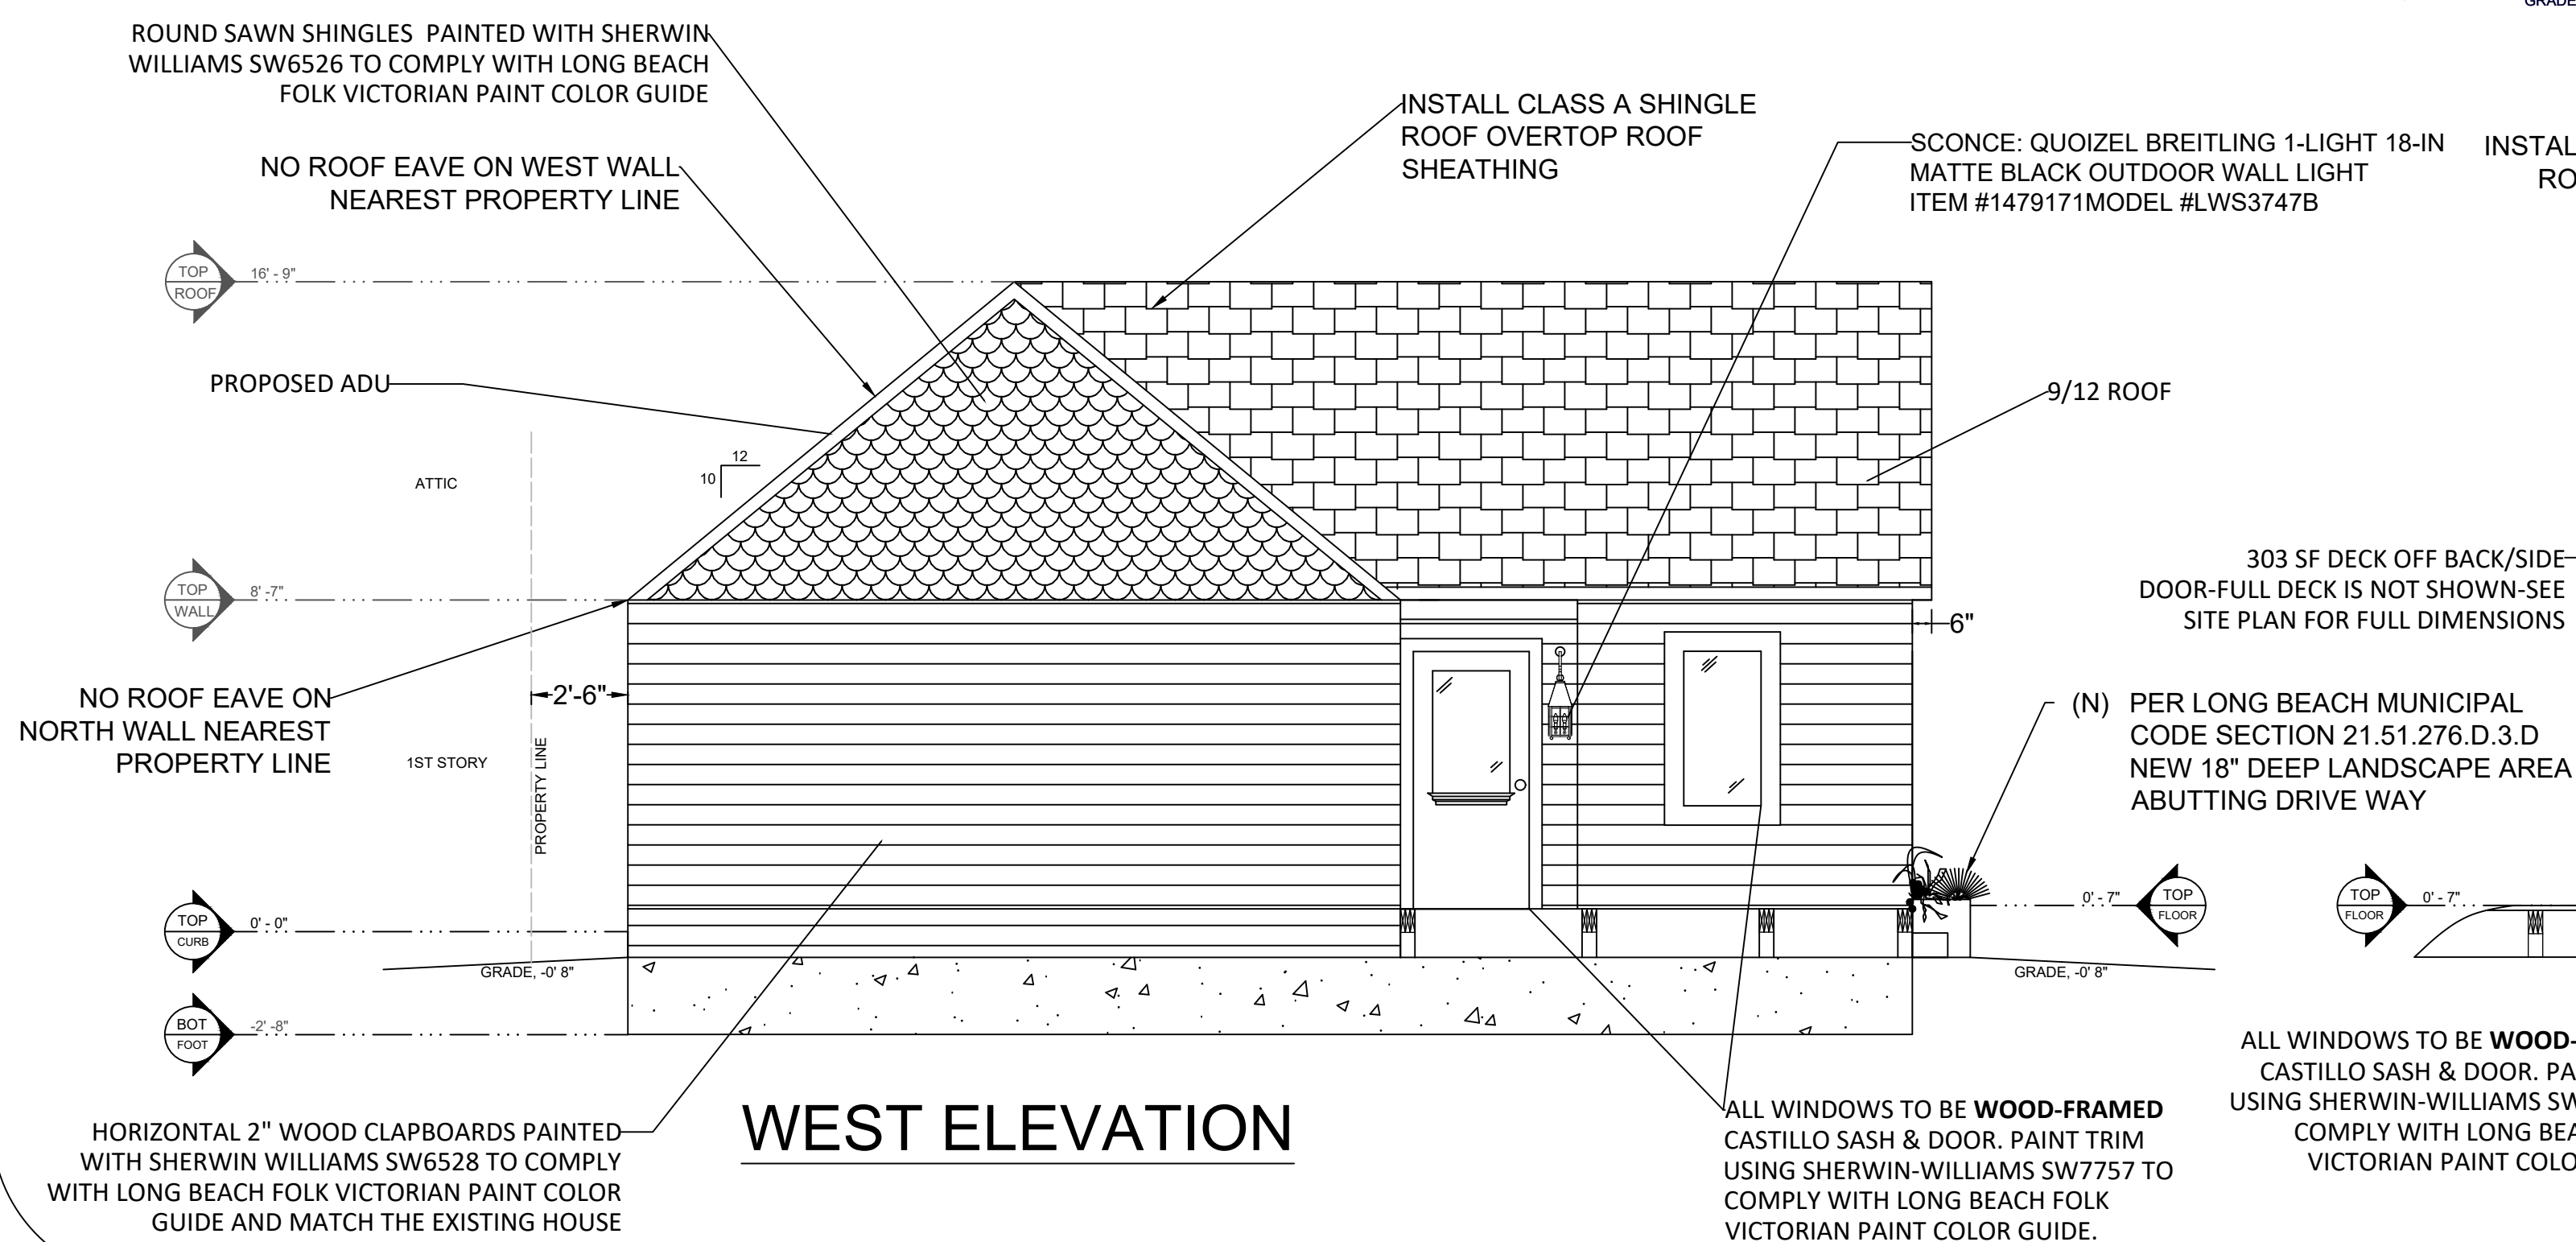 GRADE
ROUND SAWN SHINGLES  PAINTED WITH SHERWIN
WILLIAMS SW6526 TO COMPLY WITH LONG BEACH
FOLK VICTORIAN PAINT COLOR GUIDE
NO ROOF EAVE ON WEST WALL
NEAREST PROPERTY LINE
INSTALL CLASS A SHINGLE
ROOF OVERTOP ROOF
SHEATHING
SCONCE: QUOIZEL BREITLING 1-LIGHT 18-IN
MATTE BLACK OUTDOOR WALL LIGHT
ITEM #1479171MODEL #LWS3747B
INSTAL
RO
TOP
ROOF
16' - 9"
PROPOSED ADU
9/12 ROOF
12
10
ATTIC
TOP
WALL
8' -7"
303 SF DECK OFF BACK/SIDE
DOOR-FULL DECK IS NOT SHOWN-SEE
SITE PLAN FOR FULL DIMENSIONS
6"
NO ROOF EAVE ON
NORTH WALL NEAREST
PROPERTY LINE
2'-6"
1ST STORY
PROPERTY LINE
(N) PER LONG BEACH MUNICIPAL
CODE SECTION 21.51.276.D.3.D
NEW 18" DEEP LANDSCAPE AREA
ABUTTING DRIVE WAY
TOP
CURB
0' - 0"
0' - 7"
TOP
FLOOR
TOP
FLOOR
0' - 7"
GRADE, -0' 8"
GRADE, -0' 8"
BOT
FOOT
-2' -8"
HORIZONTAL 2" WOOD CLAPBOARDS PAINTED
WITH SHERWIN WILLIAMS SW6528 TO COMPLY
WITH LONG BEACH FOLK VICTORIAN PAINT COLOR
GUIDE AND MATCH THE EXISTING HOUSE
WEST ELEVATION
ALL WINDOWS TO BE WOOD-FRAMED
CASTILLO SASH & DOOR. PAINT TRIM
USING SHERWIN-WILLIAMS SW7757 TO
COMPLY WITH LONG BEACH FOLK
VICTORIAN PAINT COLOR GUIDE.
ALL WINDOWS TO BE WOOD-
CASTILLO SASH & DOOR. PA
USING SHERWIN-WILLIAMS SW
COMPLY WITH LONG BEA
VICTORIAN PAINT COLO